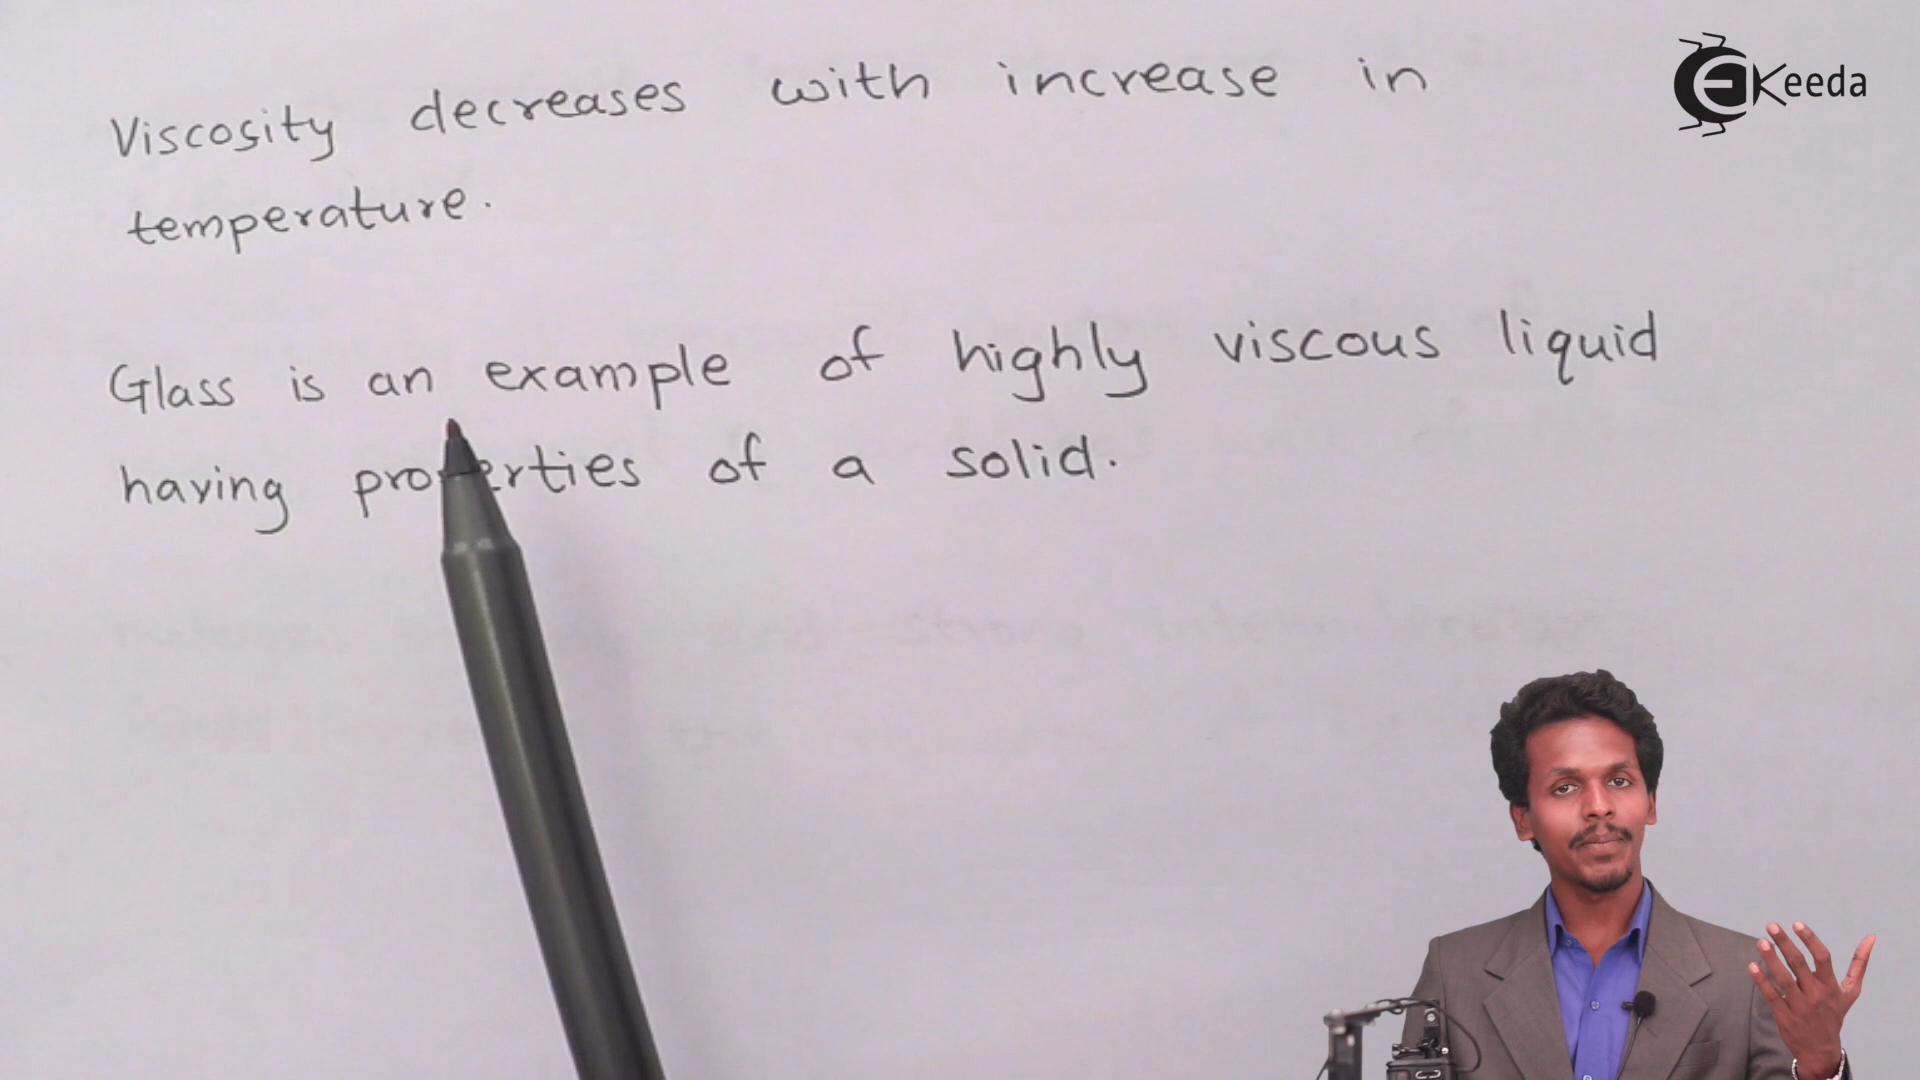 Viscosity decreases with increase in
temperature.
Glass is an example of highly viscous liquid
having properties of a solid.
EKeeda